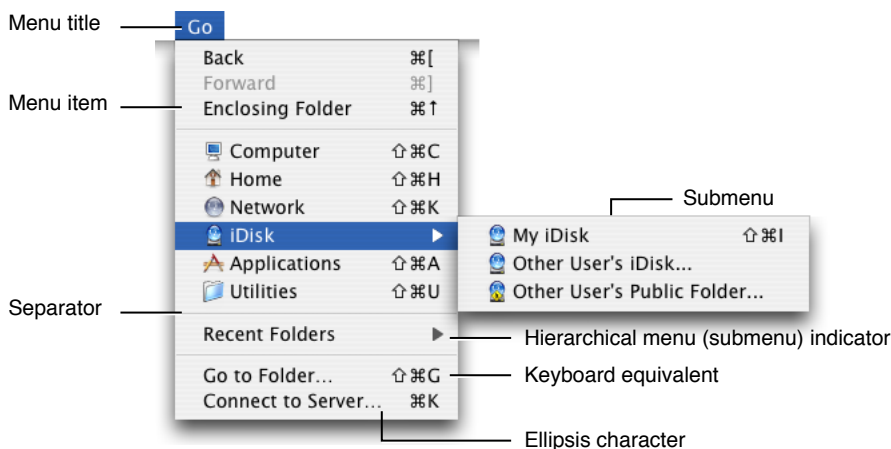 Menu title
Go
Back ⌘[
Forward ⌘]
Menu item
Enclosing Folder ⌘↑
Computer ⇧⌘C
Home ⇧⌘H
Network ⇧⌘K
Submenu
iDisk
My iDisk ⇧⌘I
Applications ⇧⌘A
Other User's iDisk...
Utilities ⇧⌘U
Other User's Public Folder...
Separator
Recent Folders
Hierarchical menu (submenu) indicator
Go to Folder... ⇧⌘G
Keyboard equivalent
Connect to Server... ⌘K
Ellipsis character